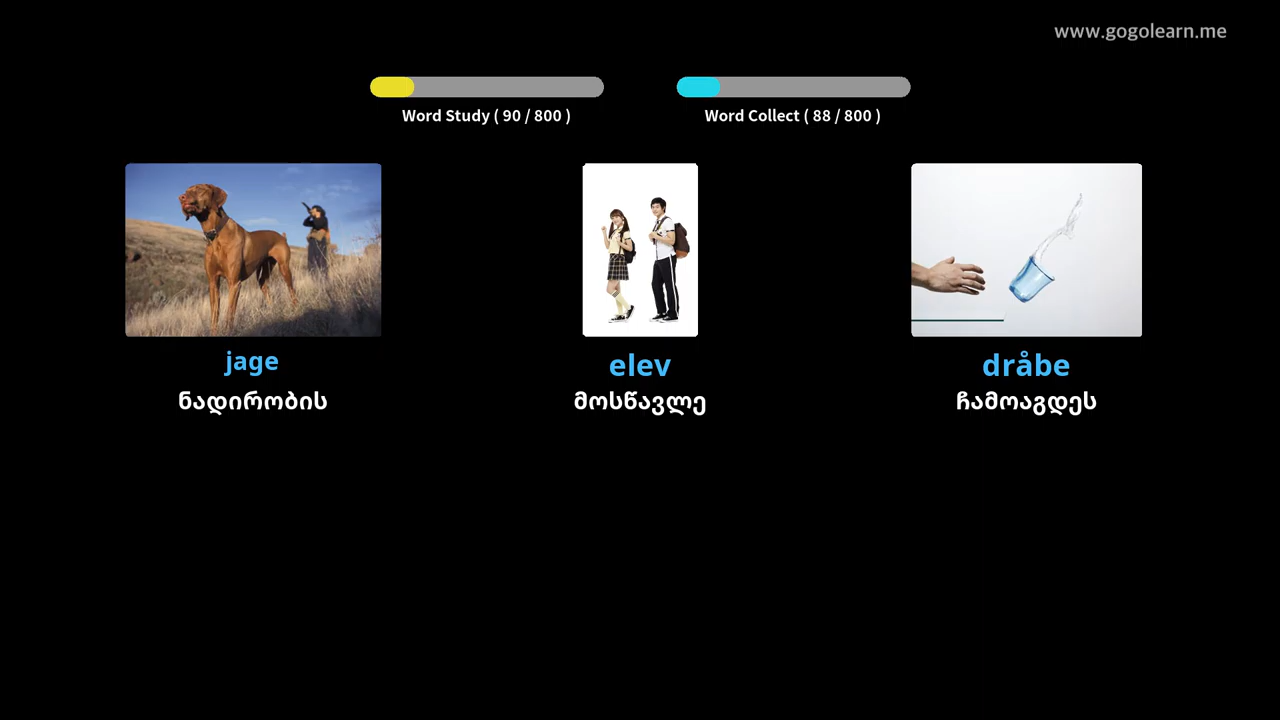 www.gogolearn.me
Word Study ( 90 / 800 )
Word Collect ( 88 / 800 )
jage
ნადირობის
elev
მოსწავლე
dråbe
ჩამოაგდეს